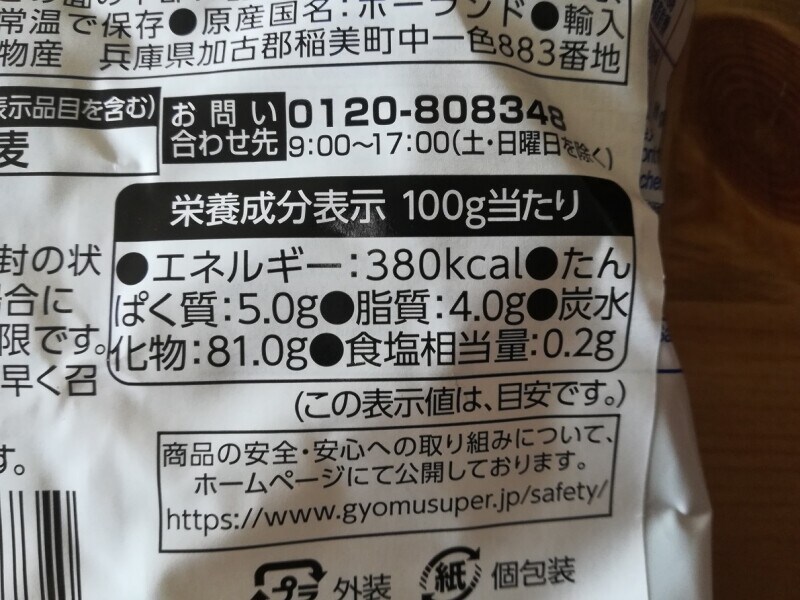 常温で保存●原産国名:ポーランド●輸入
物産 兵庫県加古郡稲美町中一色883番地
表示品目を含む)
麦
お問い合わせ先
0120-808348
9:00～17:00(土・日曜日を除く)
栄養成分表示 100g当たり
●エネルギー:380kcal●たん
ぱく質:5.0g●脂質:4.0g●炭水
化物:81.0g●食塩相当量:0.2g
(この表示値は、目安です。)
封の状
合に
限です。
早く召
す。
商品の安全・安心への取り組みについて、
ホームページにて公開しております。
https://www.gyomusuper.jp/safety/
プラ 外装 紙 個包装